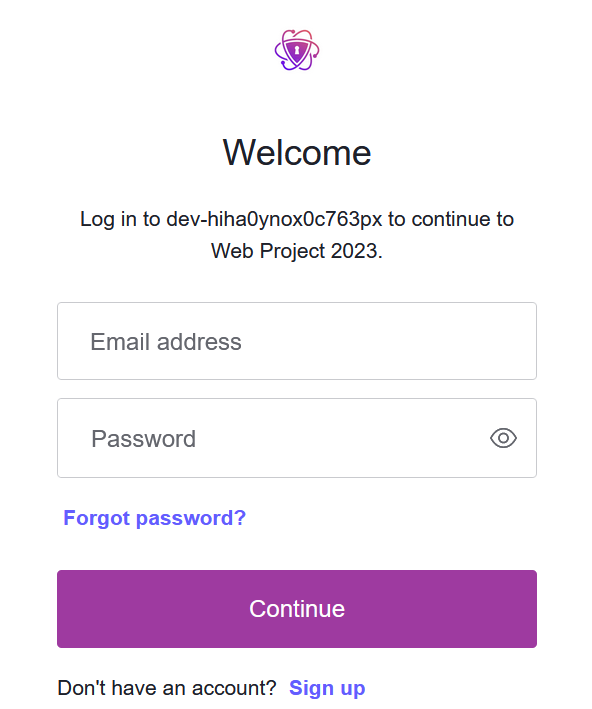 Welcome
Log in to dev-hiha0ynox0c763px to continue to
Web Project 2023.
Email address
Password
Forgot password?
Continue
Don't have an account? Sign up